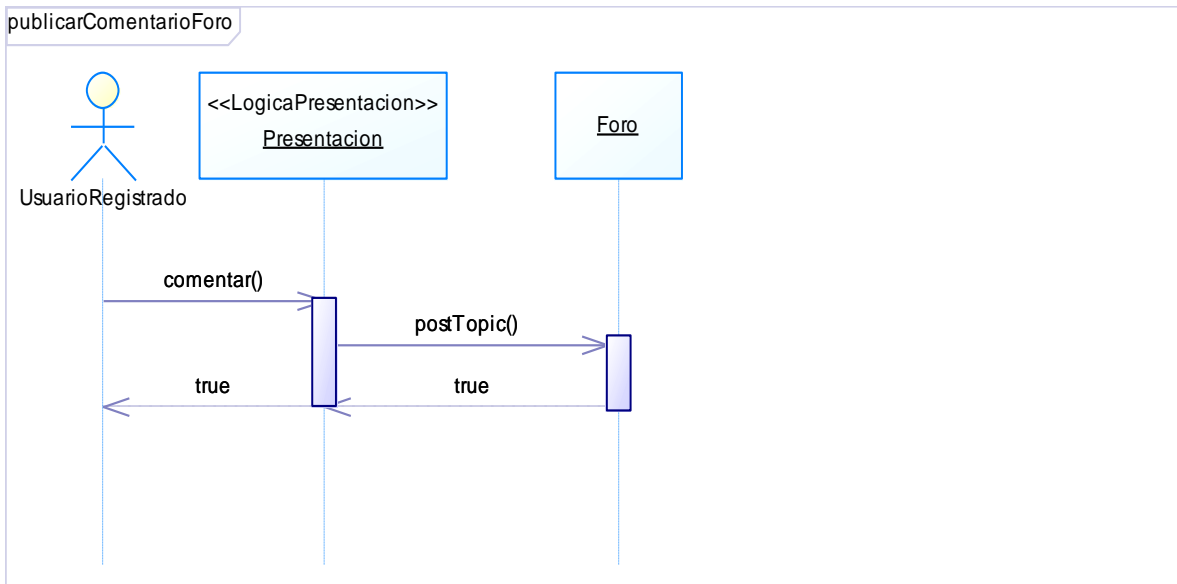 publicarComentarioForo
<<LogicaPresentacion>>
Presentacion
Foro
UsuarioRegistrado
comentar()
postTopic()
true
true